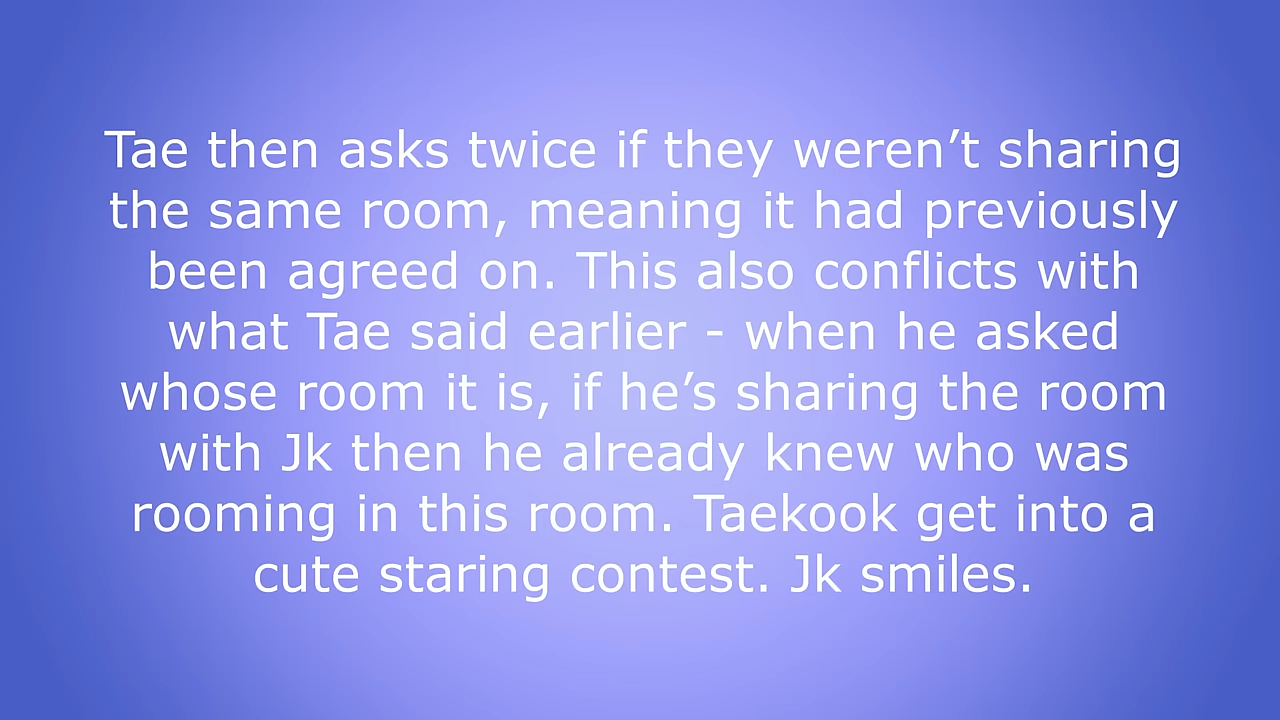 Tae then asks twice if they weren’t sharing
the same room, meaning it had previously
been agreed on. This also conflicts with
what Tae said earlier - when he asked
whose room it is, if he’s sharing the room
with Jk then he already knew who was
rooming in this room. Taekook get into a
cute staring contest. Jk smiles.